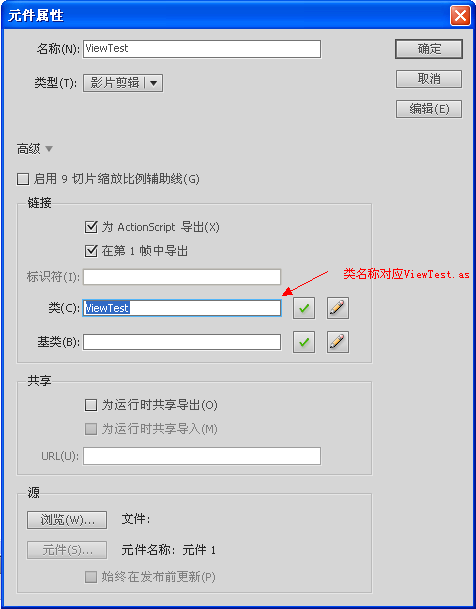 元件属性
名称(N): ViewTest 确定
类型(T): 影片剪辑 取消
编辑(E)
高级
启用 9 切片缩放比例辅助线(G)
链接
为 ActionScript 导出(X)
在第 1 帧中导出
标识符(I):
类名称对应ViewTest.as
类(C): ViewTest
基类(B):
共享
为运行时共享导出(O)
为运行时共享导入(M)
URL(U):
源
浏览(W)... 文件:
元件(S)... 元件名称: 元件 1
始终在发布前更新(P)